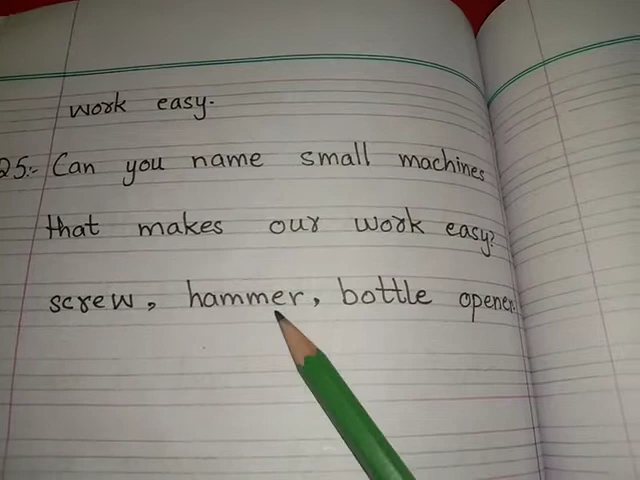 work easy.
25:- Can you name small machines
that makes our work easy?
screw, hammer, bottle opener.